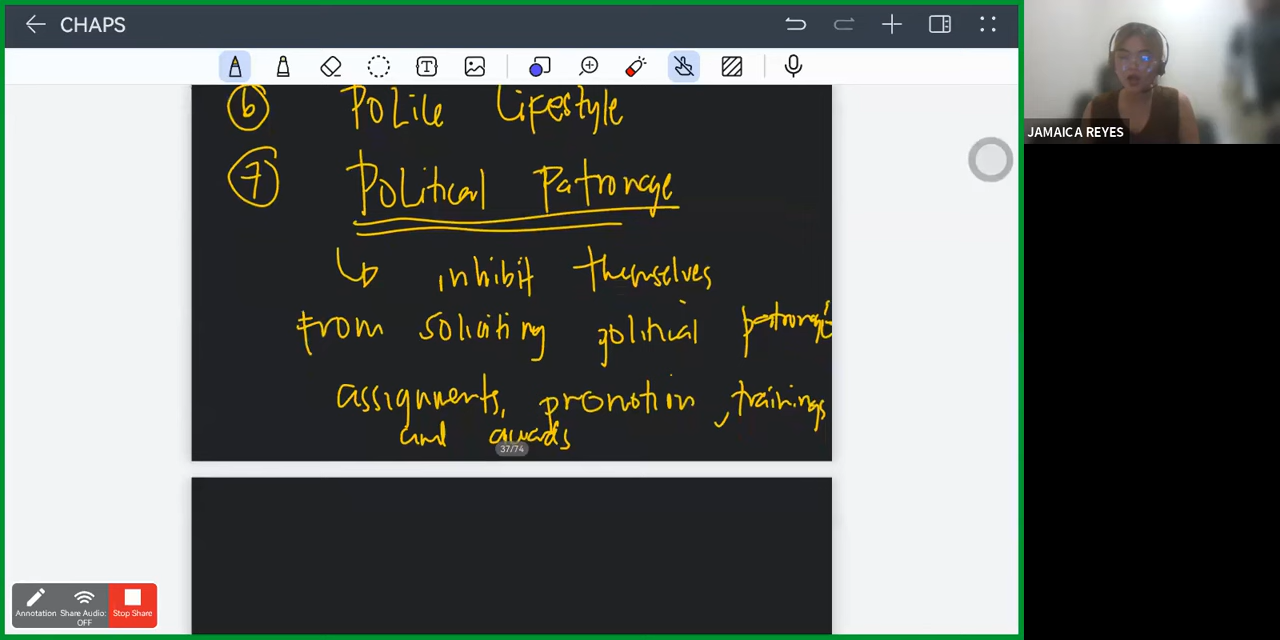 CHAPS
JAMAICA REYES
6 Police Lifestyle
7 Political Patronage
inhibit themselves
from soliciting political patronage
assignments, promotion, trainings
and awards
37/74
Annotation Share Audio: OFF Stop Share